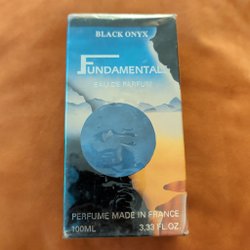 BLACK ONYX
FUNDAMENTAL
EAU DE PARFUM
PERFUME MADE IN FRANCE
100ML 3,33 FL.OZ